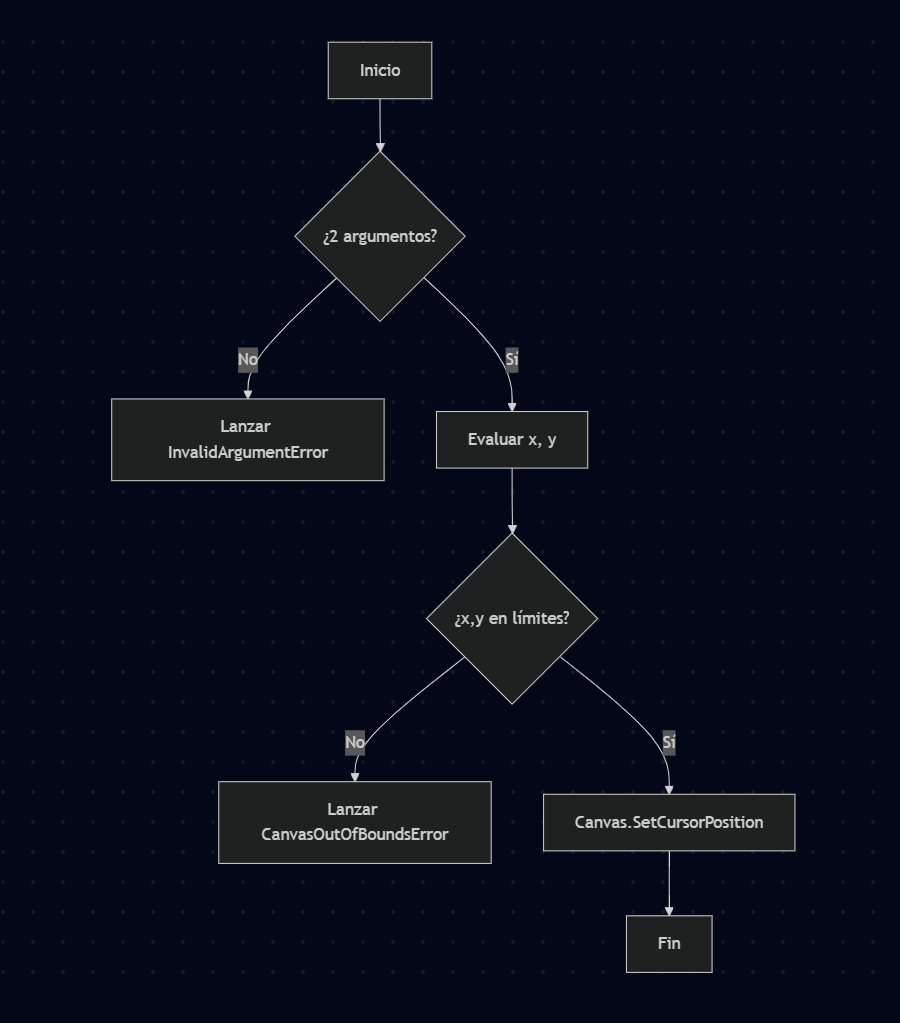 Inicio
¿2 argumentos?
No
Sí
Lanzar
InvalidArgumentError
Evaluar x, y
¿x,y en límites?
No
Sí
Lanzar
CanvasOutOfBoundsError
Canvas.SetCursorPosition
Fin